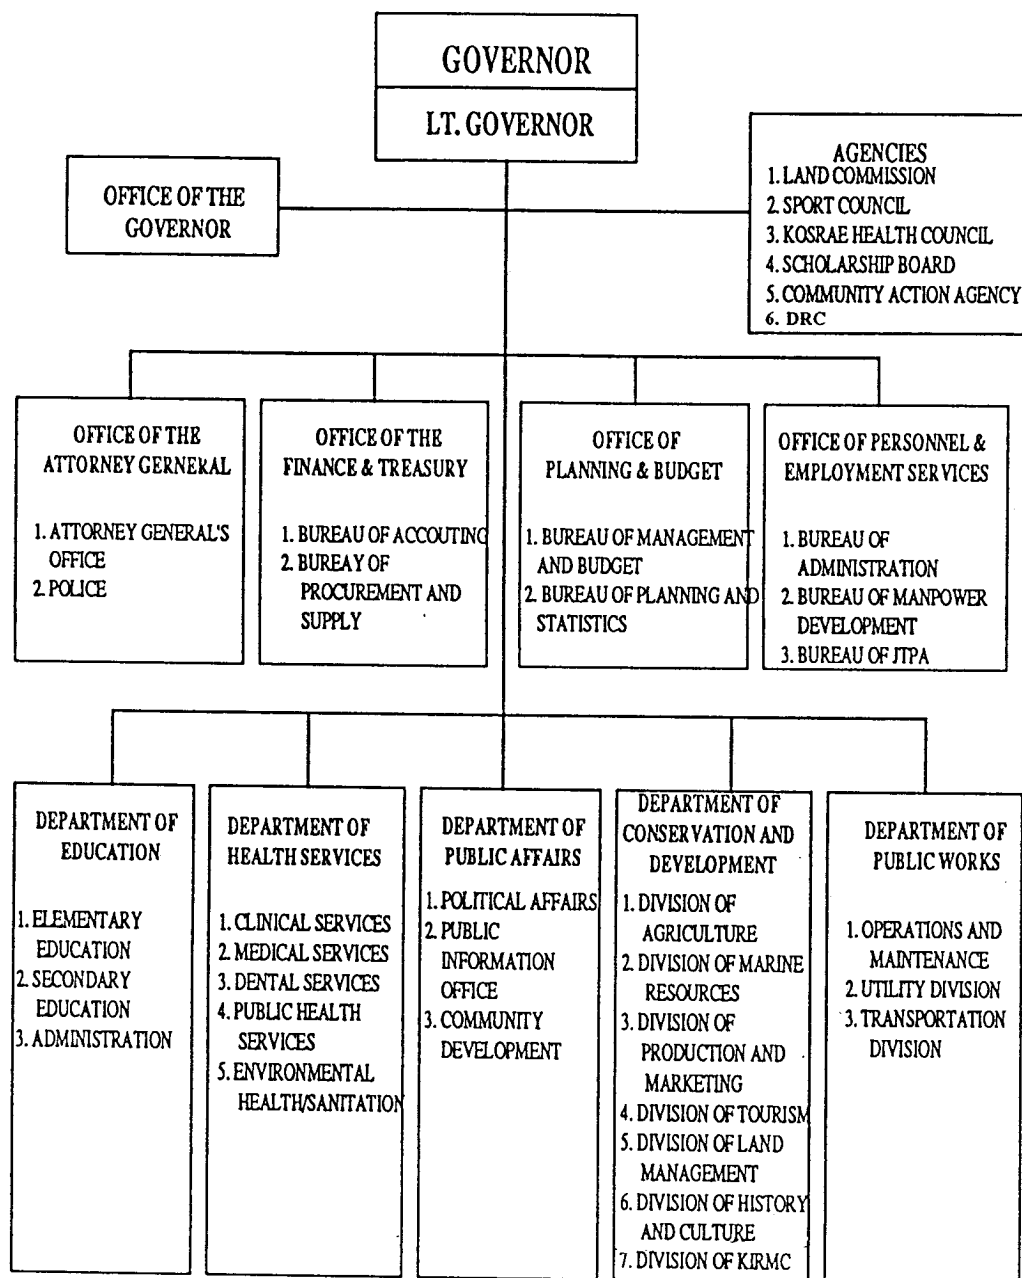 GOVERNOR
LT. GOVERNOR
OFFICE OF THE
GOVERNOR
AGENCIES
1. LAND COMMISSION
2. SPORT COUNCIL
3. KOSRAE HEALTH COUNCIL
4. SCHOLARSHIP BOARD
5. COMMUNITY ACTION AGENCY
6. DRC
OFFICE OF THE
ATTORNEY GERNERAL
1. ATTORNEY GENERAL'S
OFFICE
2. POLICE
OFFICE OF THE
FINANCE & TREASURY
1. BUREAU OF ACCOUTING
2. BUREAY OF
PROCUREMENT AND
SUPPLY
OFFICE OF
PLANNING & BUDGET
1. BUREAU OF MANAGEMENT
AND BUDGET
2. BUREAU OF PLANNING AND
STATISTICS
OFFICE OF PERSONNEL &
EMPLOYMENT SERVICES
1. BUREAU OF
ADMINISTRATION
2. BUREAU OF MANPOWER
DEVELOPMENT
3. BUREAU OF JTPA
DEPARTMENT OF
EDUCATION
1. ELEMENTARY
EDUCATION
2. SECONDARY
EDUCATION
3. ADMINISTRATION
DEPARTMENT OF
HEALTH SERVICES
1. CLINICAL SERVICES
2. MEDICAL SERVICES
3. DENTAL SERVICES
4. PUBLIC HEALTH
SERVICES
5. ENVIRONMENTAL
HEALTH/SANITATION
DEPARTMENT OF
PUBLIC AFFAIRS
1. POLITICAL AFFAIRS
2. PUBLIC
INFORMATION
OFFICE
3. COMMUNITY
DEVELOPMENT
DEPARTMENT OF
CONSERVATION AND
DEVELOPMENT
1. DIVISION OF
AGRICULTURE
2. DIVISION OF MARINE
RESOURCES
3. DIVISION OF
PRODUCTION AND
MARKETING
4. DIVISION OF TOURISM
5. DIVISION OF LAND
MANAGEMENT
6. DIVISION OF HISTORY
AND CULTURE
7. DIVISION OF KIRMC
DEPARTMENT OF
PUBLIC WORKS
1. OPERATIONS AND
MAINTENANCE
2. UTILITY DIVISION
3. TRANSPORTATION
DIVISION